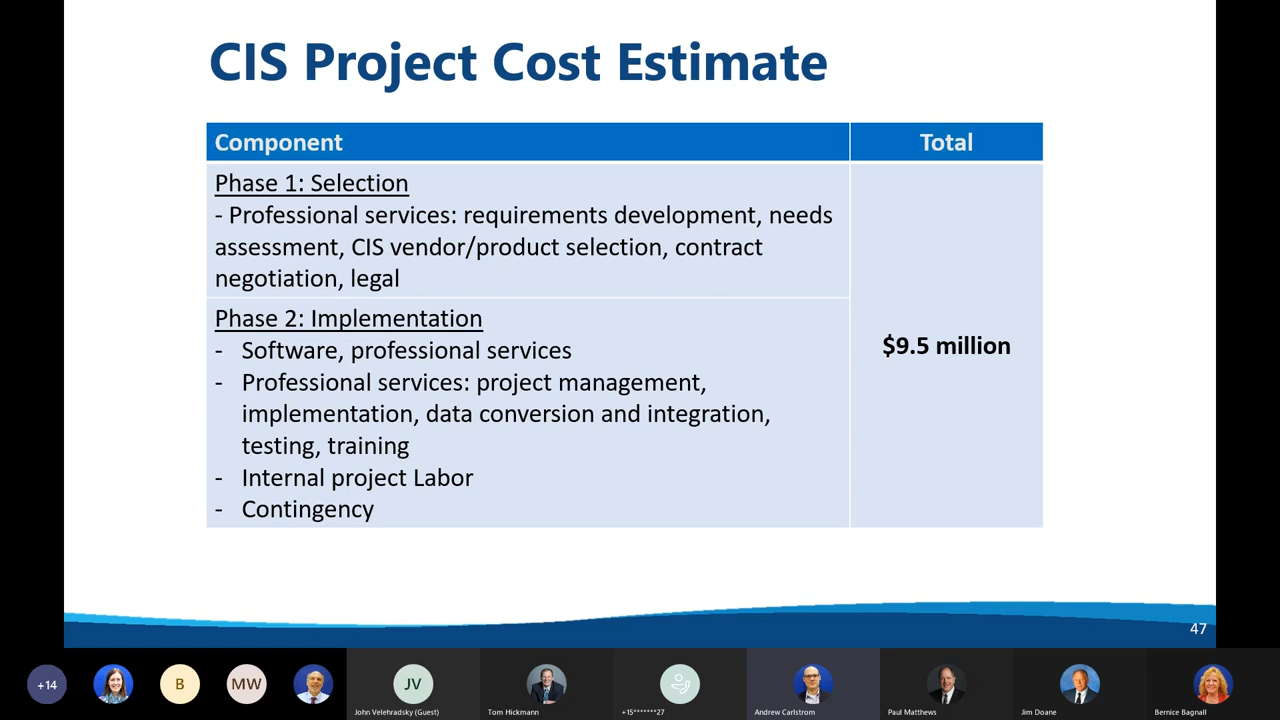 CIS Project Cost Estimate
Component
Total
Phase 1: Selection
- Professional services: requirements development, needs
assessment, CIS vendor/product selection, contract
negotiation, legal
Phase 2: Implementation
- Software, professional services
- Professional services: project management,
implementation, data conversion and integration,
testing, training
- Internal project Labor
- Contingency
$9.5 million
47
+14
B
MW
JV
John Velehradsky (Guest)
Tom Hickmann
+15*******27
Andrew Carlstrom
Paul Matthews
Jim Doane
Bernice Bagnall